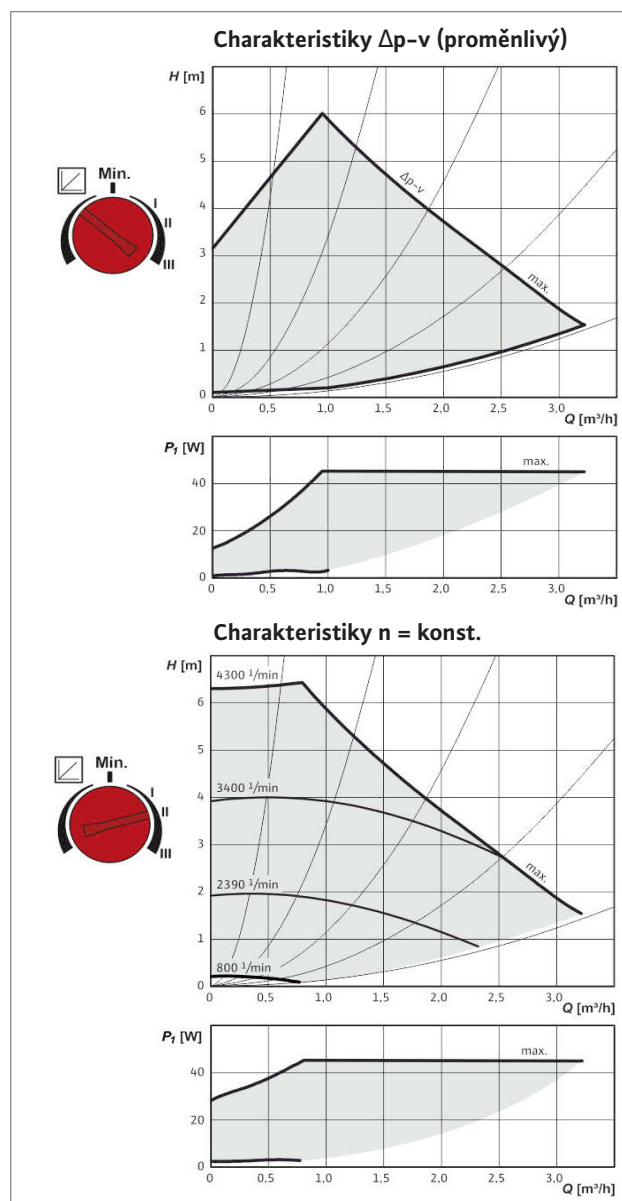 Charakteristiky Δp-v (proměnlivý)
H [m]
6
5
4
3
2
1
0
Δp-v
max.
0 0,5 1,0 1,5 2,0 2,5 3,0
Q [m³/h]
Min.
I
II
III
P₁ [W]
40
20
0
max.
0 0,5 1,0 1,5 2,0 2,5 3,0
Q [m³/h]
Charakteristiky n = konst.
H [m]
4300 ¹/min
6
5
4
3400 ¹/min
3
2
2390 ¹/min
1
800 ¹/min
0
max.
0 0,5 1,0 1,5 2,0 2,5 3,0
Q [m³/h]
Min.
I
II
III
P₁ [W]
40
20
0
max.
0 0,5 1,0 1,5 2,0 2,5 3,0
Q [m³/h]